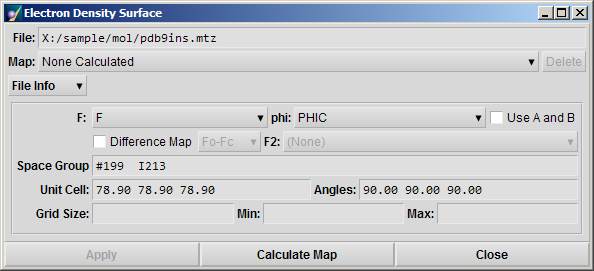 Electron Density Surface
File: X:/sample/mol/pdb9ins.mtz
Map: None Calculated Delete
File Info
F: F phi: PHIC Use A and B
Difference Map Fo-Fc F2: (None)
Space Group #199 I213
Unit Cell: 78.90 78.90 78.90 Angles: 90.00 90.00 90.00
Grid Size: Min: Max:
Apply Calculate Map Close